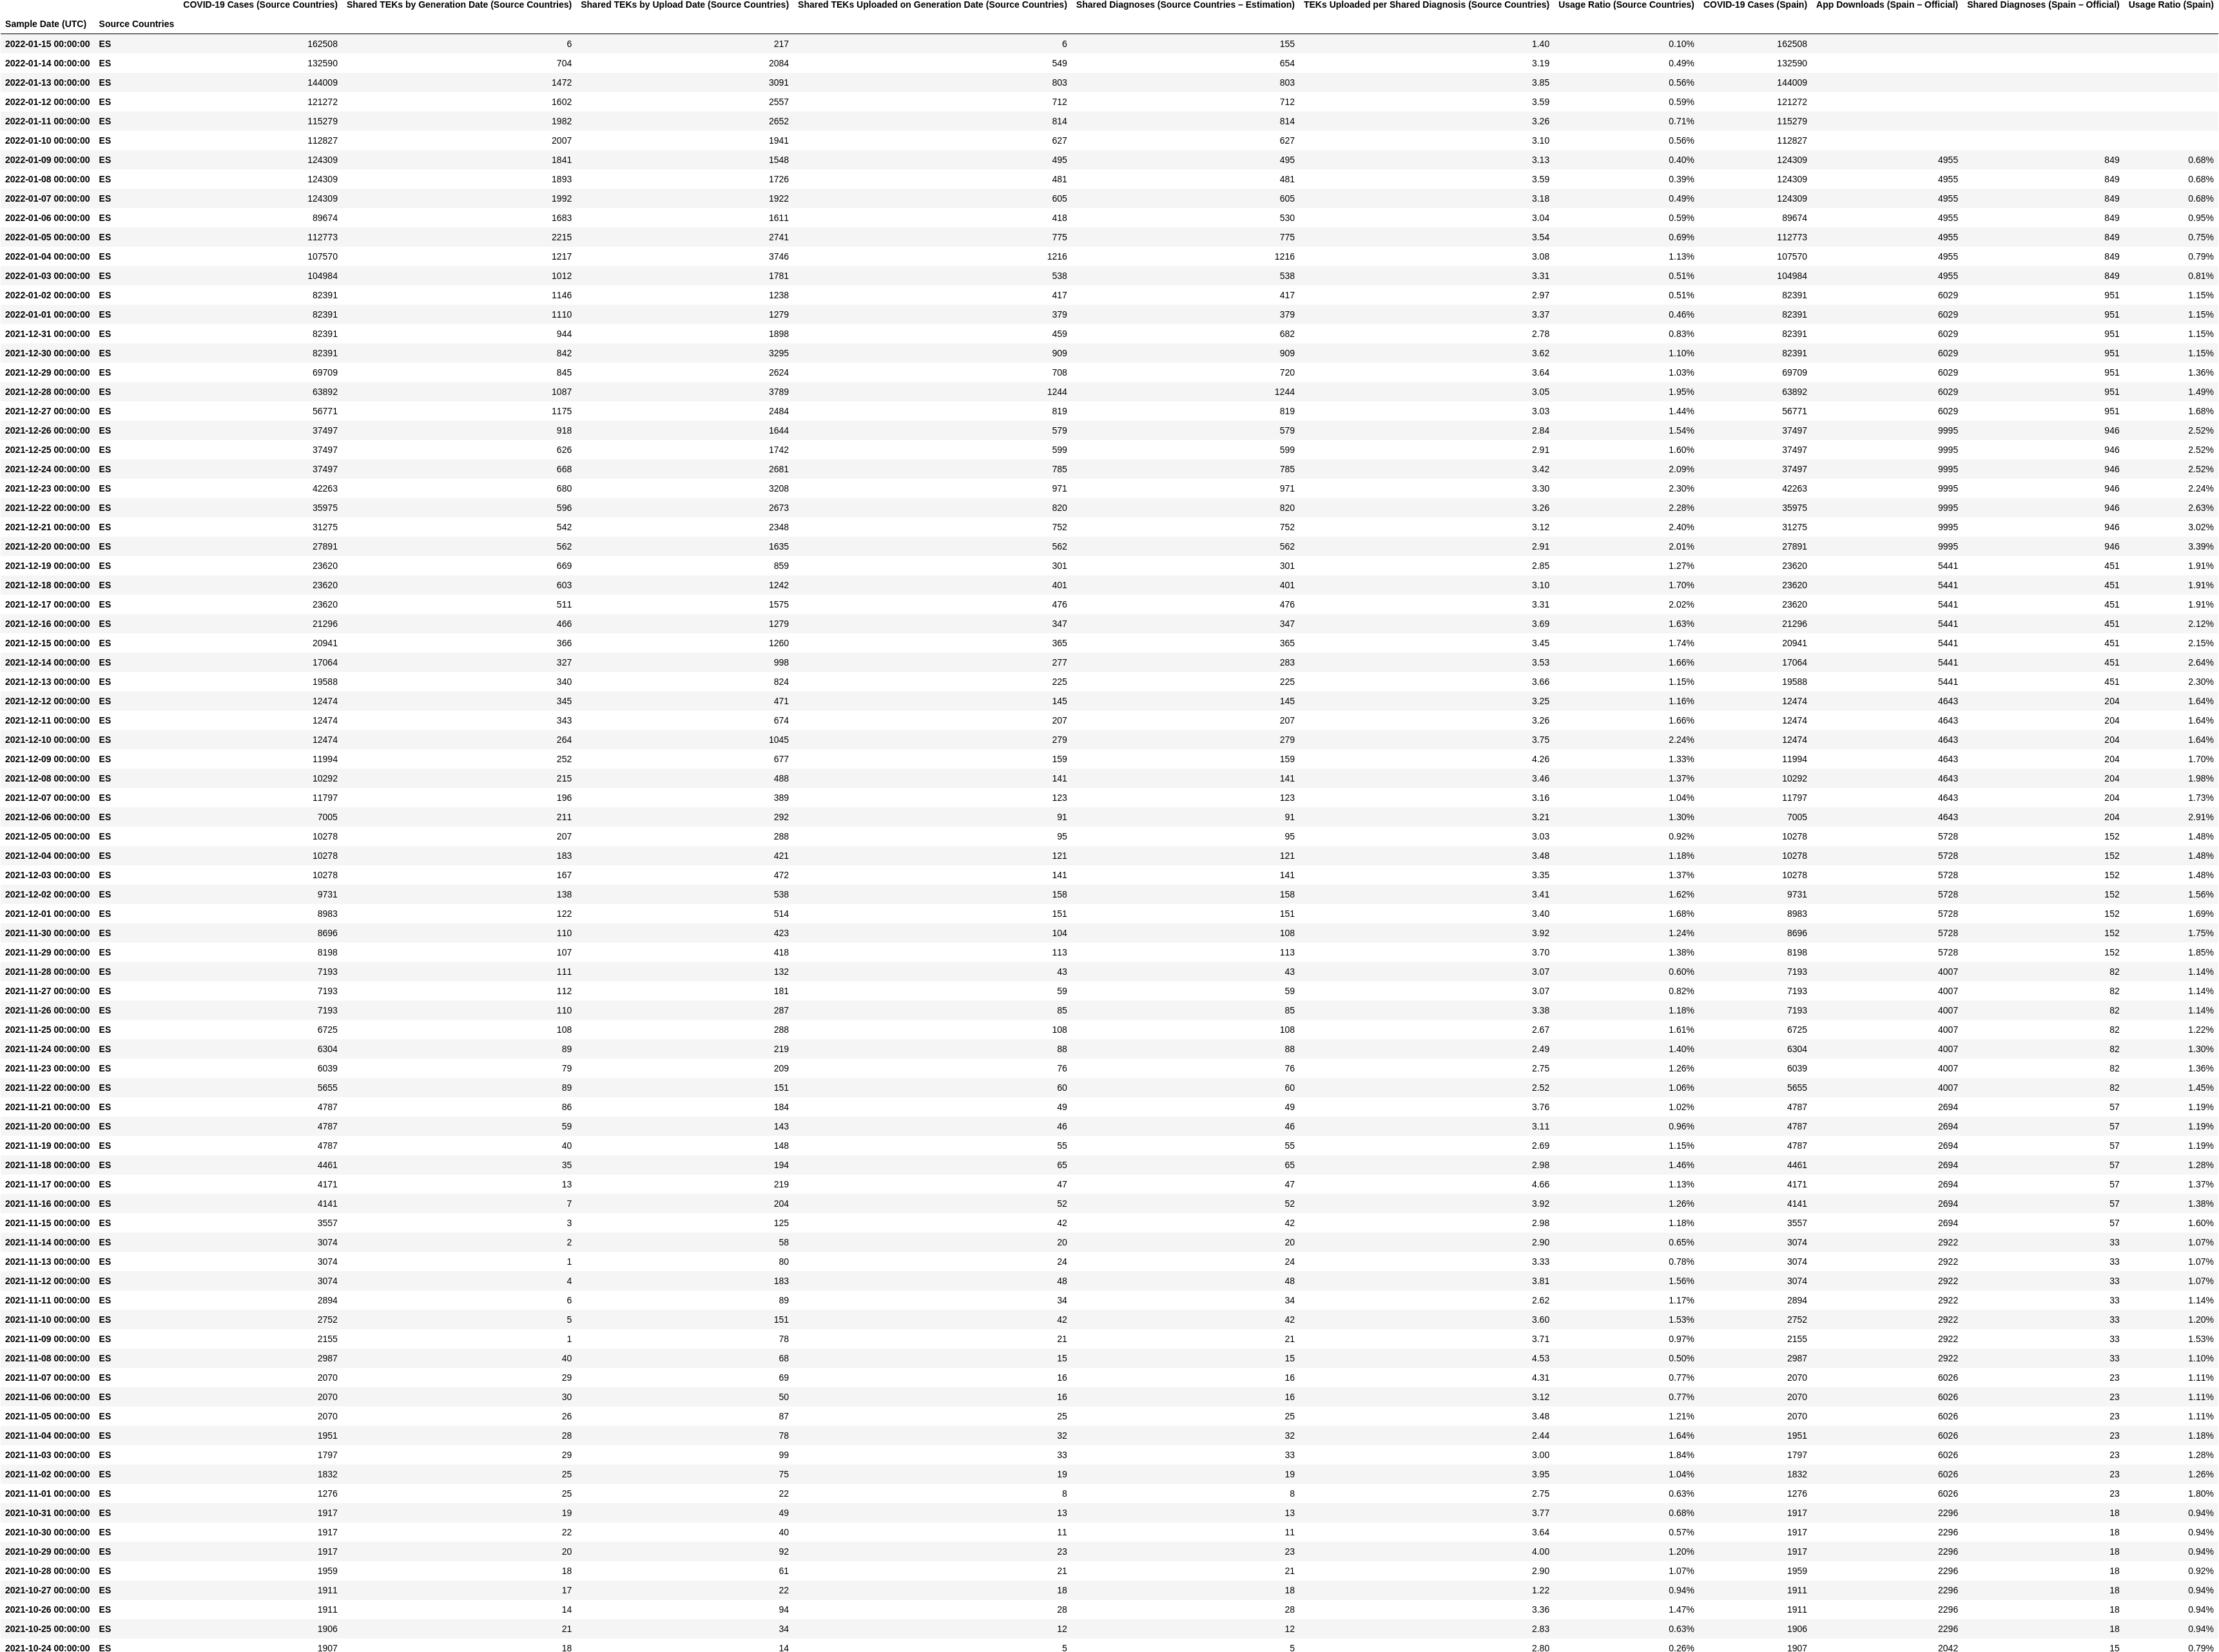 COVID-19 Cases (Source Countries) Shared TEKs by Generation Date (Source Countries) Shared TEKs by Upload Date (Source Countries) Shared TEKs Uploaded on Generation Date (Source Countries) Shared Diagnoses (Source Countries – Estimation) TEKs Uploaded per Shared Diagnosis (Source Countries) Usage Ratio (Source Countries) COVID-19 Cases (Spain) App Downloads (Spain – Official) Shared Diagnoses (Spain – Official) Usage Ratio (Spain)
Sample Date (UTC) Source Countries
2022-01-15 00:00:00 ES 162508 6 217 6 155 1.40 0.10% 162508
2022-01-14 00:00:00 ES 132590 704 2084 549 654 3.19 0.49% 132590
2022-01-13 00:00:00 ES 144009 1472 3091 803 803 3.85 0.56% 144009
2022-01-12 00:00:00 ES 121272 1602 2557 712 712 3.59 0.59% 121272
2022-01-11 00:00:00 ES 115279 1982 2652 814 814 3.26 0.71% 115279
2022-01-10 00:00:00 ES 112827 2007 1941 627 627 3.10 0.56% 112827
2022-01-09 00:00:00 ES 124309 1841 1548 495 495 3.13 0.40% 124309 4955 849 0.68%
2022-01-08 00:00:00 ES 124309 1893 1726 481 481 3.59 0.39% 124309 4955 849 0.68%
2022-01-07 00:00:00 ES 124309 1992 1922 605 605 3.18 0.49% 124309 4955 849 0.68%
2022-01-06 00:00:00 ES 89674 1683 1611 418 530 3.04 0.59% 89674 4955 849 0.95%
2022-01-05 00:00:00 ES 112773 2215 2741 775 775 3.54 0.69% 112773 4955 849 0.75%
2022-01-04 00:00:00 ES 107570 1217 3746 1216 1216 3.08 1.13% 107570 4955 849 0.79%
2022-01-03 00:00:00 ES 104984 1012 1781 538 538 3.31 0.51% 104984 4955 849 0.81%
2022-01-02 00:00:00 ES 82391 1146 1238 417 417 2.97 0.51% 82391 6029 951 1.15%
2022-01-01 00:00:00 ES 82391 1110 1279 379 379 3.37 0.46% 82391 6029 951 1.15%
2021-12-31 00:00:00 ES 82391 944 1898 459 682 2.78 0.83% 82391 6029 951 1.15%
2021-12-30 00:00:00 ES 82391 842 3295 909 909 3.62 1.10% 82391 6029 951 1.15%
2021-12-29 00:00:00 ES 69709 845 2624 708 720 3.64 1.03% 69709 6029 951 1.36%
2021-12-28 00:00:00 ES 63892 1087 3789 1244 1244 3.05 1.95% 63892 6029 951 1.49%
2021-12-27 00:00:00 ES 56771 1175 2484 819 819 3.03 1.44% 56771 6029 951 1.68%
2021-12-26 00:00:00 ES 37497 918 1644 579 579 2.84 1.54% 37497 9995 946 2.52%
2021-12-25 00:00:00 ES 37497 626 1742 599 599 2.91 1.60% 37497 9995 946 2.52%
2021-12-24 00:00:00 ES 37497 668 2681 785 785 3.42 2.09% 37497 9995 946 2.52%
2021-12-23 00:00:00 ES 42263 680 3208 971 971 3.30 2.30% 42263 9995 946 2.24%
2021-12-22 00:00:00 ES 35975 596 2673 820 820 3.26 2.28% 35975 9995 946 2.63%
2021-12-21 00:00:00 ES 31275 542 2348 752 752 3.12 2.40% 31275 9995 946 3.02%
2021-12-20 00:00:00 ES 27891 562 1635 562 562 2.91 2.01% 27891 9995 946 3.39%
2021-12-19 00:00:00 ES 23620 669 859 301 301 2.85 1.27% 23620 5441 451 1.91%
2021-12-18 00:00:00 ES 23620 603 1242 401 401 3.10 1.70% 23620 5441 451 1.91%
2021-12-17 00:00:00 ES 23620 511 1575 476 476 3.31 2.02% 23620 5441 451 1.91%
2021-12-16 00:00:00 ES 21296 466 1279 347 347 3.69 1.63% 21296 5441 451 2.12%
2021-12-15 00:00:00 ES 20941 366 1260 365 365 3.45 1.74% 20941 5441 451 2.15%
2021-12-14 00:00:00 ES 17064 327 998 277 283 3.53 1.66% 17064 5441 451 2.64%
2021-12-13 00:00:00 ES 19588 340 824 225 225 3.66 1.15% 19588 5441 451 2.30%
2021-12-12 00:00:00 ES 12474 345 471 145 145 3.25 1.16% 12474 4643 204 1.64%
2021-12-11 00:00:00 ES 12474 343 674 207 207 3.26 1.66% 12474 4643 204 1.64%
2021-12-10 00:00:00 ES 12474 264 1045 279 279 3.75 2.24% 12474 4643 204 1.64%
2021-12-09 00:00:00 ES 11994 252 677 159 159 4.26 1.33% 11994 4643 204 1.70%
2021-12-08 00:00:00 ES 10292 215 488 141 141 3.46 1.37% 10292 4643 204 1.98%
2021-12-07 00:00:00 ES 11797 196 389 123 123 3.16 1.04% 11797 4643 204 1.73%
2021-12-06 00:00:00 ES 7005 211 292 91 91 3.21 1.30% 7005 4643 204 2.91%
2021-12-05 00:00:00 ES 10278 207 288 95 95 3.03 0.92% 10278 5728 152 1.48%
2021-12-04 00:00:00 ES 10278 183 421 121 121 3.48 1.18% 10278 5728 152 1.48%
2021-12-03 00:00:00 ES 10278 167 472 141 141 3.35 1.37% 10278 5728 152 1.48%
2021-12-02 00:00:00 ES 9731 138 538 158 158 3.41 1.62% 9731 5728 152 1.56%
2021-12-01 00:00:00 ES 8983 122 514 151 151 3.40 1.68% 8983 5728 152 1.69%
2021-11-30 00:00:00 ES 8696 110 423 104 108 3.92 1.24% 8696 5728 152 1.75%
2021-11-29 00:00:00 ES 8198 107 418 113 113 3.70 1.38% 8198 5728 152 1.85%
2021-11-28 00:00:00 ES 7193 111 132 43 43 3.07 0.60% 7193 4007 82 1.14%
2021-11-27 00:00:00 ES 7193 112 181 59 59 3.07 0.82% 7193 4007 82 1.14%
2021-11-26 00:00:00 ES 7193 110 287 85 85 3.38 1.18% 7193 4007 82 1.14%
2021-11-25 00:00:00 ES 6725 108 288 108 108 2.67 1.61% 6725 4007 82 1.22%
2021-11-24 00:00:00 ES 6304 89 219 88 88 2.49 1.40% 6304 4007 82 1.30%
2021-11-23 00:00:00 ES 6039 79 209 76 76 2.75 1.26% 6039 4007 82 1.36%
2021-11-22 00:00:00 ES 5655 89 151 60 60 2.52 1.06% 5655 4007 82 1.45%
2021-11-21 00:00:00 ES 4787 86 184 49 49 3.76 1.02% 4787 2694 57 1.19%
2021-11-20 00:00:00 ES 4787 59 143 46 46 3.11 0.96% 4787 2694 57 1.19%
2021-11-19 00:00:00 ES 4787 40 148 55 55 2.69 1.15% 4787 2694 57 1.19%
2021-11-18 00:00:00 ES 4461 35 194 65 65 2.98 1.46% 4461 2694 57 1.28%
2021-11-17 00:00:00 ES 4171 13 219 47 47 4.66 1.13% 4171 2694 57 1.37%
2021-11-16 00:00:00 ES 4141 7 204 52 52 3.92 1.26% 4141 2694 57 1.38%
2021-11-15 00:00:00 ES 3557 3 125 42 42 2.98 1.18% 3557 2694 57 1.60%
2021-11-14 00:00:00 ES 3074 2 58 20 20 2.90 0.65% 3074 2922 33 1.07%
2021-11-13 00:00:00 ES 3074 1 80 24 24 3.33 0.78% 3074 2922 33 1.07%
2021-11-12 00:00:00 ES 3074 4 183 48 48 3.81 1.56% 3074 2922 33 1.07%
2021-11-11 00:00:00 ES 2894 6 89 34 34 2.62 1.17% 2894 2922 33 1.14%
2021-11-10 00:00:00 ES 2752 5 151 42 42 3.60 1.53% 2752 2922 33 1.20%
2021-11-09 00:00:00 ES 2155 1 78 21 21 3.71 0.97% 2155 2922 33 1.53%
2021-11-08 00:00:00 ES 2987 40 68 15 15 4.53 0.50% 2987 2922 33 1.10%
2021-11-07 00:00:00 ES 2070 29 69 16 16 4.31 0.77% 2070 6026 23 1.11%
2021-11-06 00:00:00 ES 2070 30 50 16 16 3.12 0.77% 2070 6026 23 1.11%
2021-11-05 00:00:00 ES 2070 26 87 25 25 3.48 1.21% 2070 6026 23 1.11%
2021-11-04 00:00:00 ES 1951 28 78 32 32 2.44 1.64% 1951 6026 23 1.18%
2021-11-03 00:00:00 ES 1797 29 99 33 33 3.00 1.84% 1797 6026 23 1.28%
2021-11-02 00:00:00 ES 1832 25 75 19 19 3.95 1.04% 1832 6026 23 1.26%
2021-11-01 00:00:00 ES 1276 25 22 8 8 2.75 0.63% 1276 6026 23 1.80%
2021-10-31 00:00:00 ES 1917 19 49 13 13 3.77 0.68% 1917 2296 18 0.94%
2021-10-30 00:00:00 ES 1917 22 40 11 11 3.64 0.57% 1917 2296 18 0.94%
2021-10-29 00:00:00 ES 1917 20 92 23 23 4.00 1.20% 1917 2296 18 0.94%
2021-10-28 00:00:00 ES 1959 18 61 21 21 2.90 1.07% 1959 2296 18 0.92%
2021-10-27 00:00:00 ES 1911 17 22 18 18 1.22 0.94% 1911 2296 18 0.94%
2021-10-26 00:00:00 ES 1911 14 94 28 28 3.36 1.47% 1911 2296 18 0.94%
2021-10-25 00:00:00 ES 1906 21 34 12 12 2.83 0.63% 1906 2296 18 0.94%
2021-10-24 00:00:00 ES 1907 18 14 5 5 2.80 0.26% 1907 2042 15 0.79%